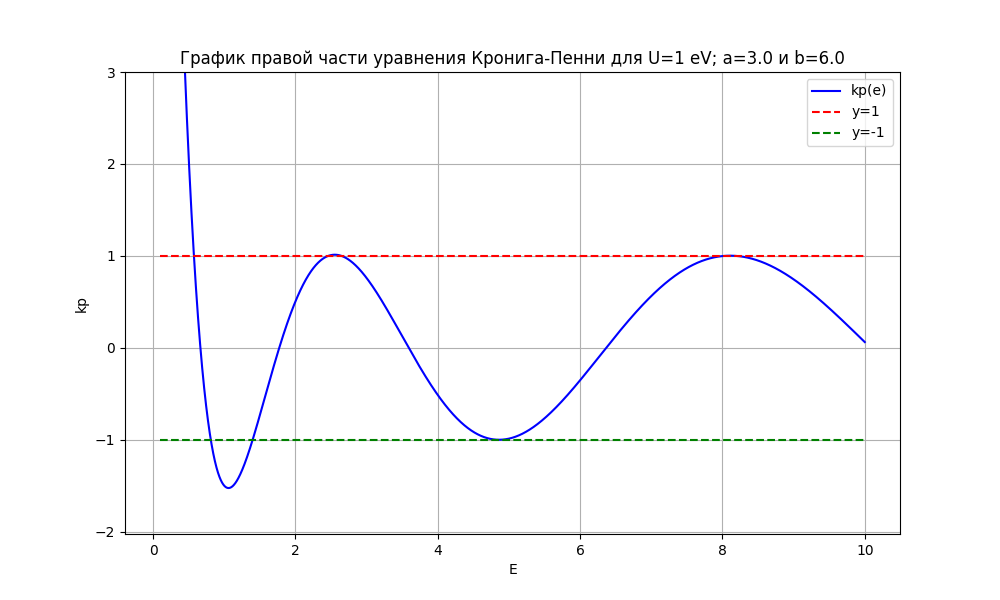 График правой части уравнения Кронига-Пенни для U=1 eV; a=3.0 и b=6.0
kp(e)
y=1
y=-1
3
2
1
0
−1
−2
kp
0
2
4
6
8
10
E